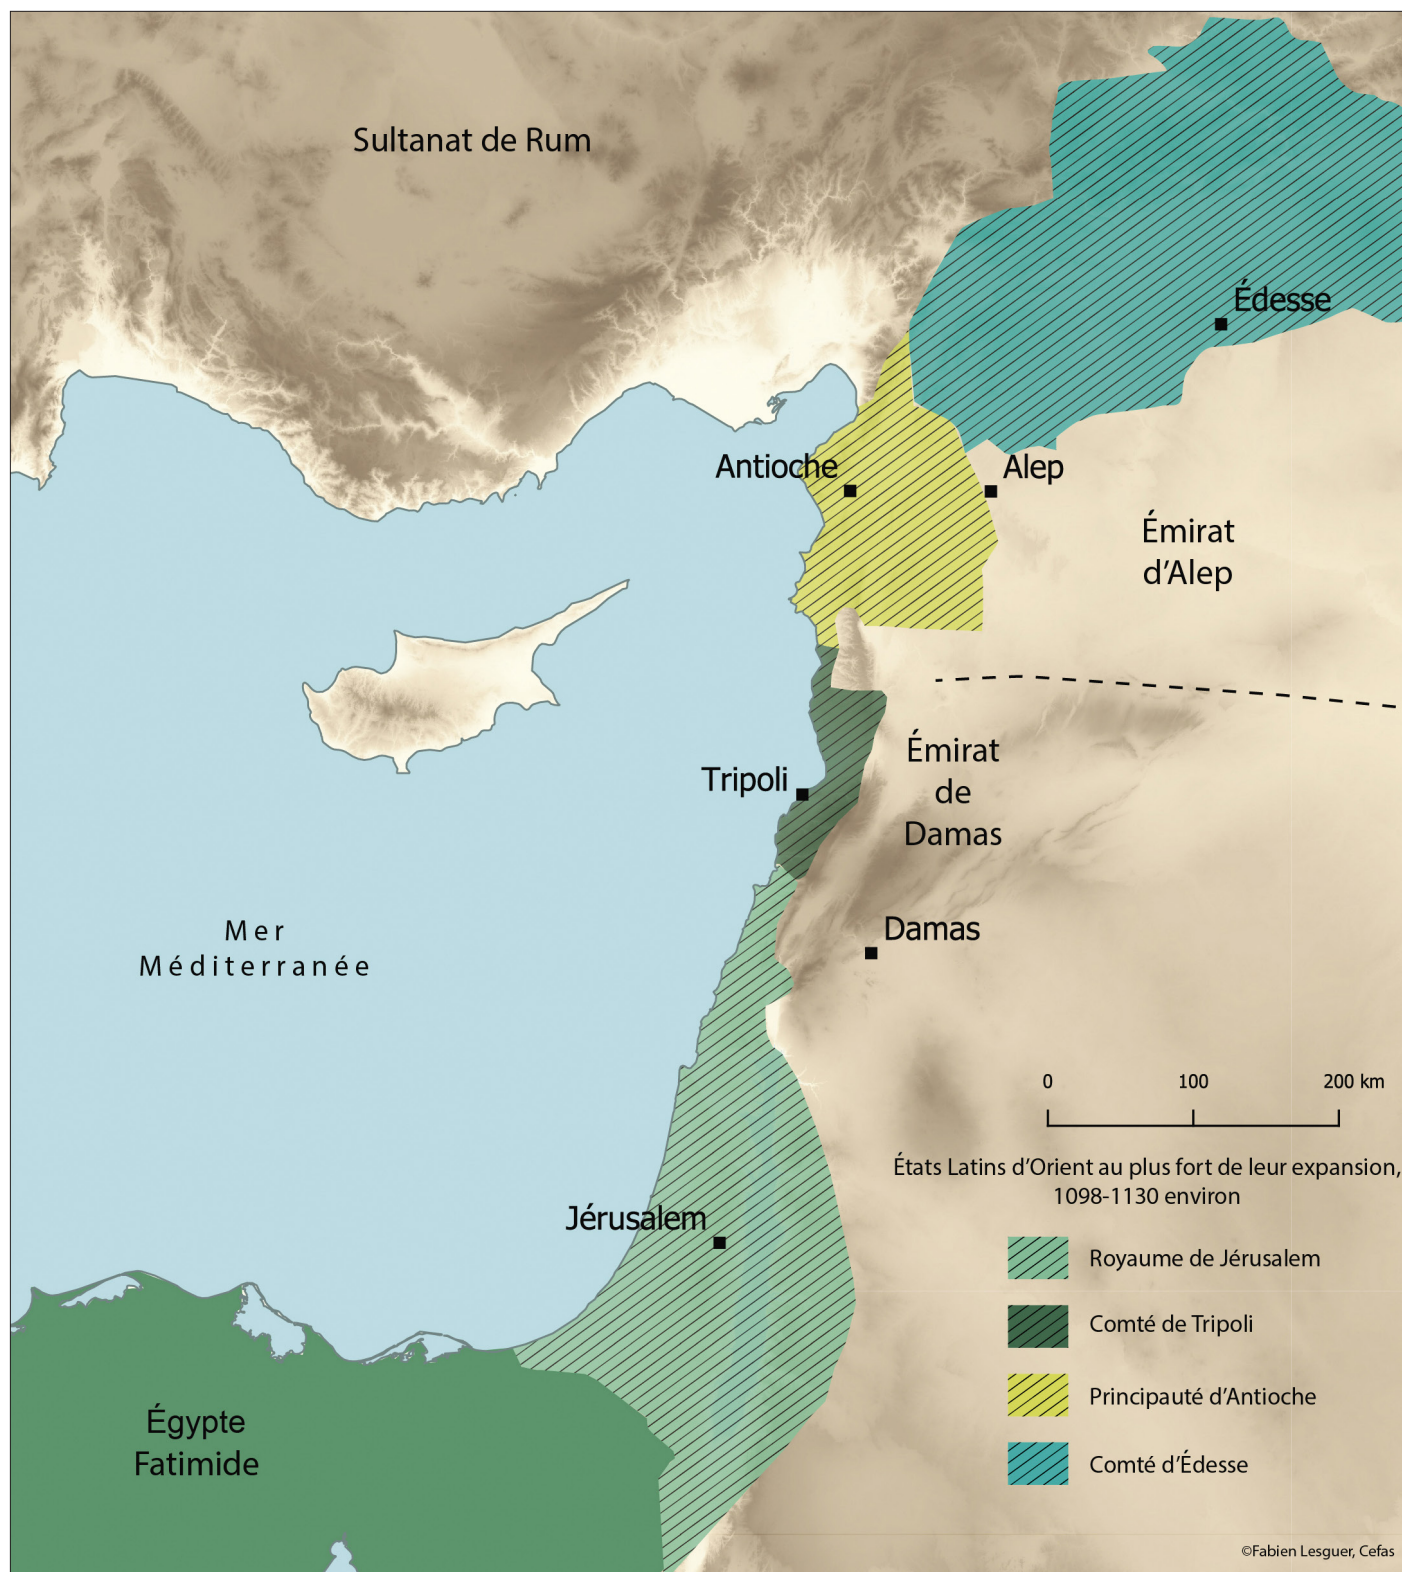 Sultanat de Rum
Édesse
Antioche
Alep
Émirat
d'Alep
Émirat
de
Damas
Tripoli
Damas
Mer
Méditerranée
0 100 200 km
États Latins d'Orient au plus fort de leur expansion,
1098-1130 environ
Jérusalem
Royaume de Jérusalem
Comté de Tripoli
Principauté d'Antioche
Comté d'Édesse
Égypte
Fatimide
©Fabien Lesguer, Cefas